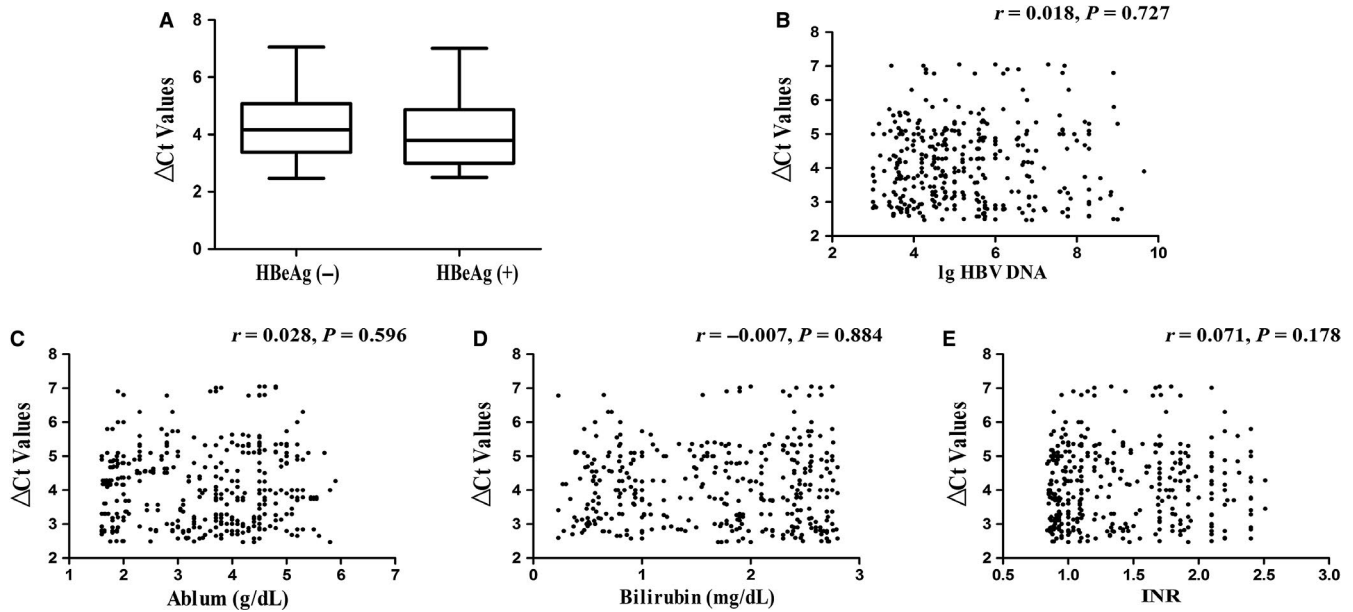 A
8
6
4
2
0
△Ct Values
HBeAg (–)
HBeAg (+)
B
r = 0.018, P = 0.727
8
7
6
5
4
3
2
△Ct Values
2
4
6
8
10
lg HBV DNA
C
r = 0.028, P = 0.596
8
7
6
5
4
3
2
△Ct Values
1
2
3
4
5
6
7
Ablum (g/dL)
D
r = –0.007, P = 0.884
8
7
6
5
4
3
2
△Ct Values
0
1
2
3
Bilirubin (mg/dL)
E
r = 0.071, P = 0.178
8
7
6
5
4
3
2
△Ct Values
0.5
1.0
1.5
2.0
2.5
3.0
INR